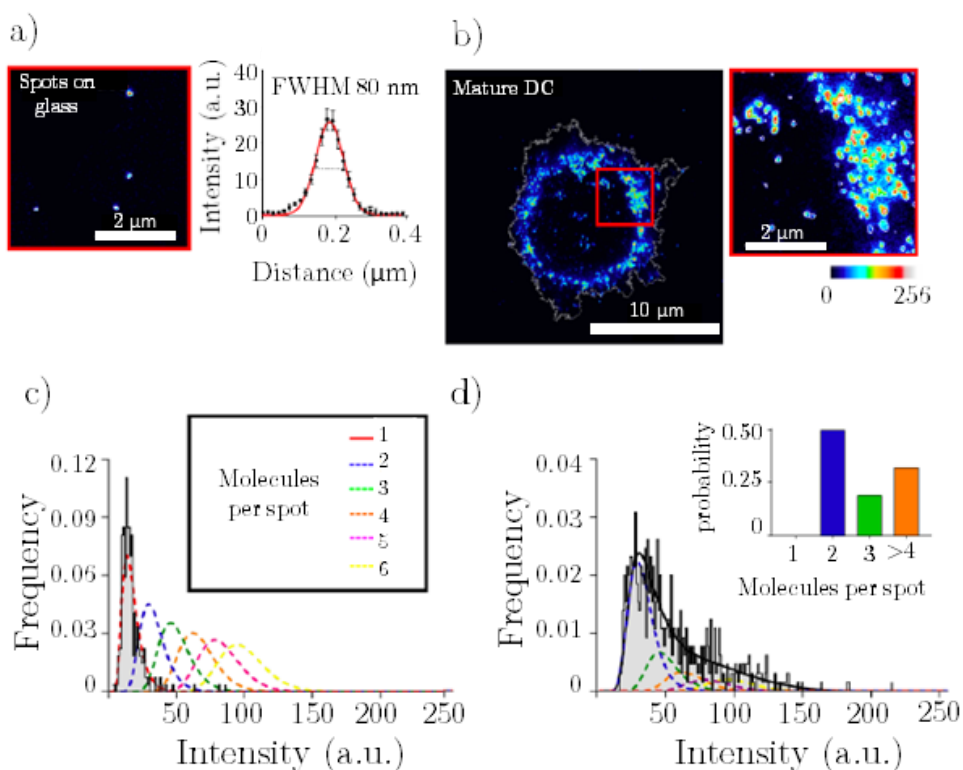 a)
Spots on
glass
2 μm
Intensity (a.u.)
40
30
20
10
0
FWHM 80 nm
0
0.2
0.4
Distance (μm)
b)
Mature DC
10 μm
2 μm
0
256
c)
Frequency
0.12
0.09
0.06
0.03
0
Molecules
per spot
1
2
3
4
5
6
50
100
150
200
250
Intensity (a.u.)
d)
Frequency
0.04
0.03
0.02
0.01
0
probability
0.50
0.25
0
1
2
3
>4
Molecules per spot
50
100
150
200
250
Intensity (a.u.)